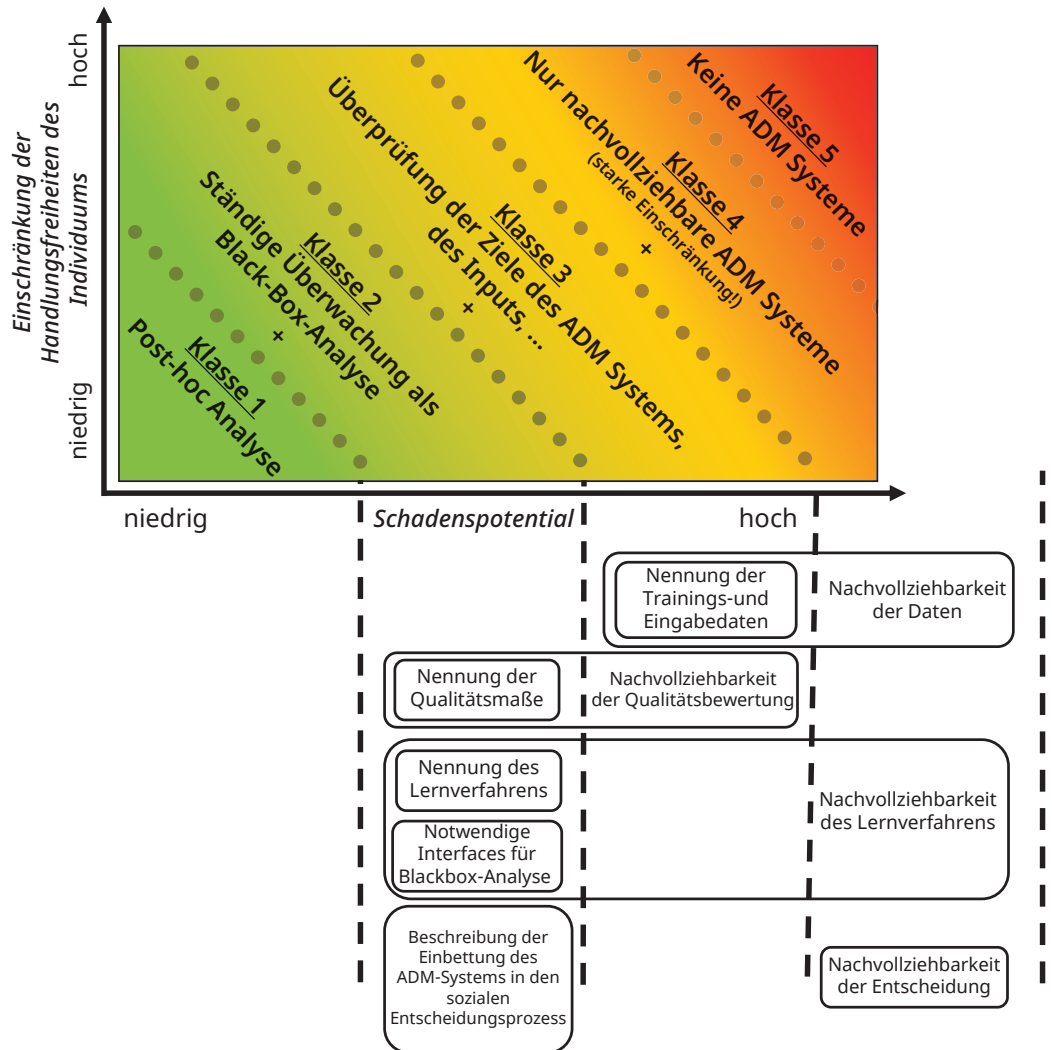 Einschränkung der
Handlungsfreiheiten des
Individuums
hoch
niedrig
Klasse 1
Post-hoc Analyse
Klasse 2
+
Ständige Überwachung als
Black-Box-Analyse
Klasse 3
+
Überprüfung der Ziele des ADM Systems,
des Inputs, ...
Klasse 4
+
Nur nachvollziehbare ADM Systeme
(starke Einschränkung!)
Klasse 5
Keine ADM Systeme
niedrig
Schadenspotential
hoch
Nennung der
Trainings-und
Eingabedaten
Nachvollziehbarkeit
der Daten
Nennung der
Qualitätsmaße
Nachvollziehbarkeit
der Qualitätsbewertung
Nennung des
Lernverfahrens
Notwendige
Interfaces für
Blackbox-Analyse
Nachvollziehbarkeit
des Lernverfahrens
Beschreibung der
Einbettung des
ADM-Systems in den
sozialen
Entscheidungsprozess
Nachvollziehbarkeit
der Entscheidung